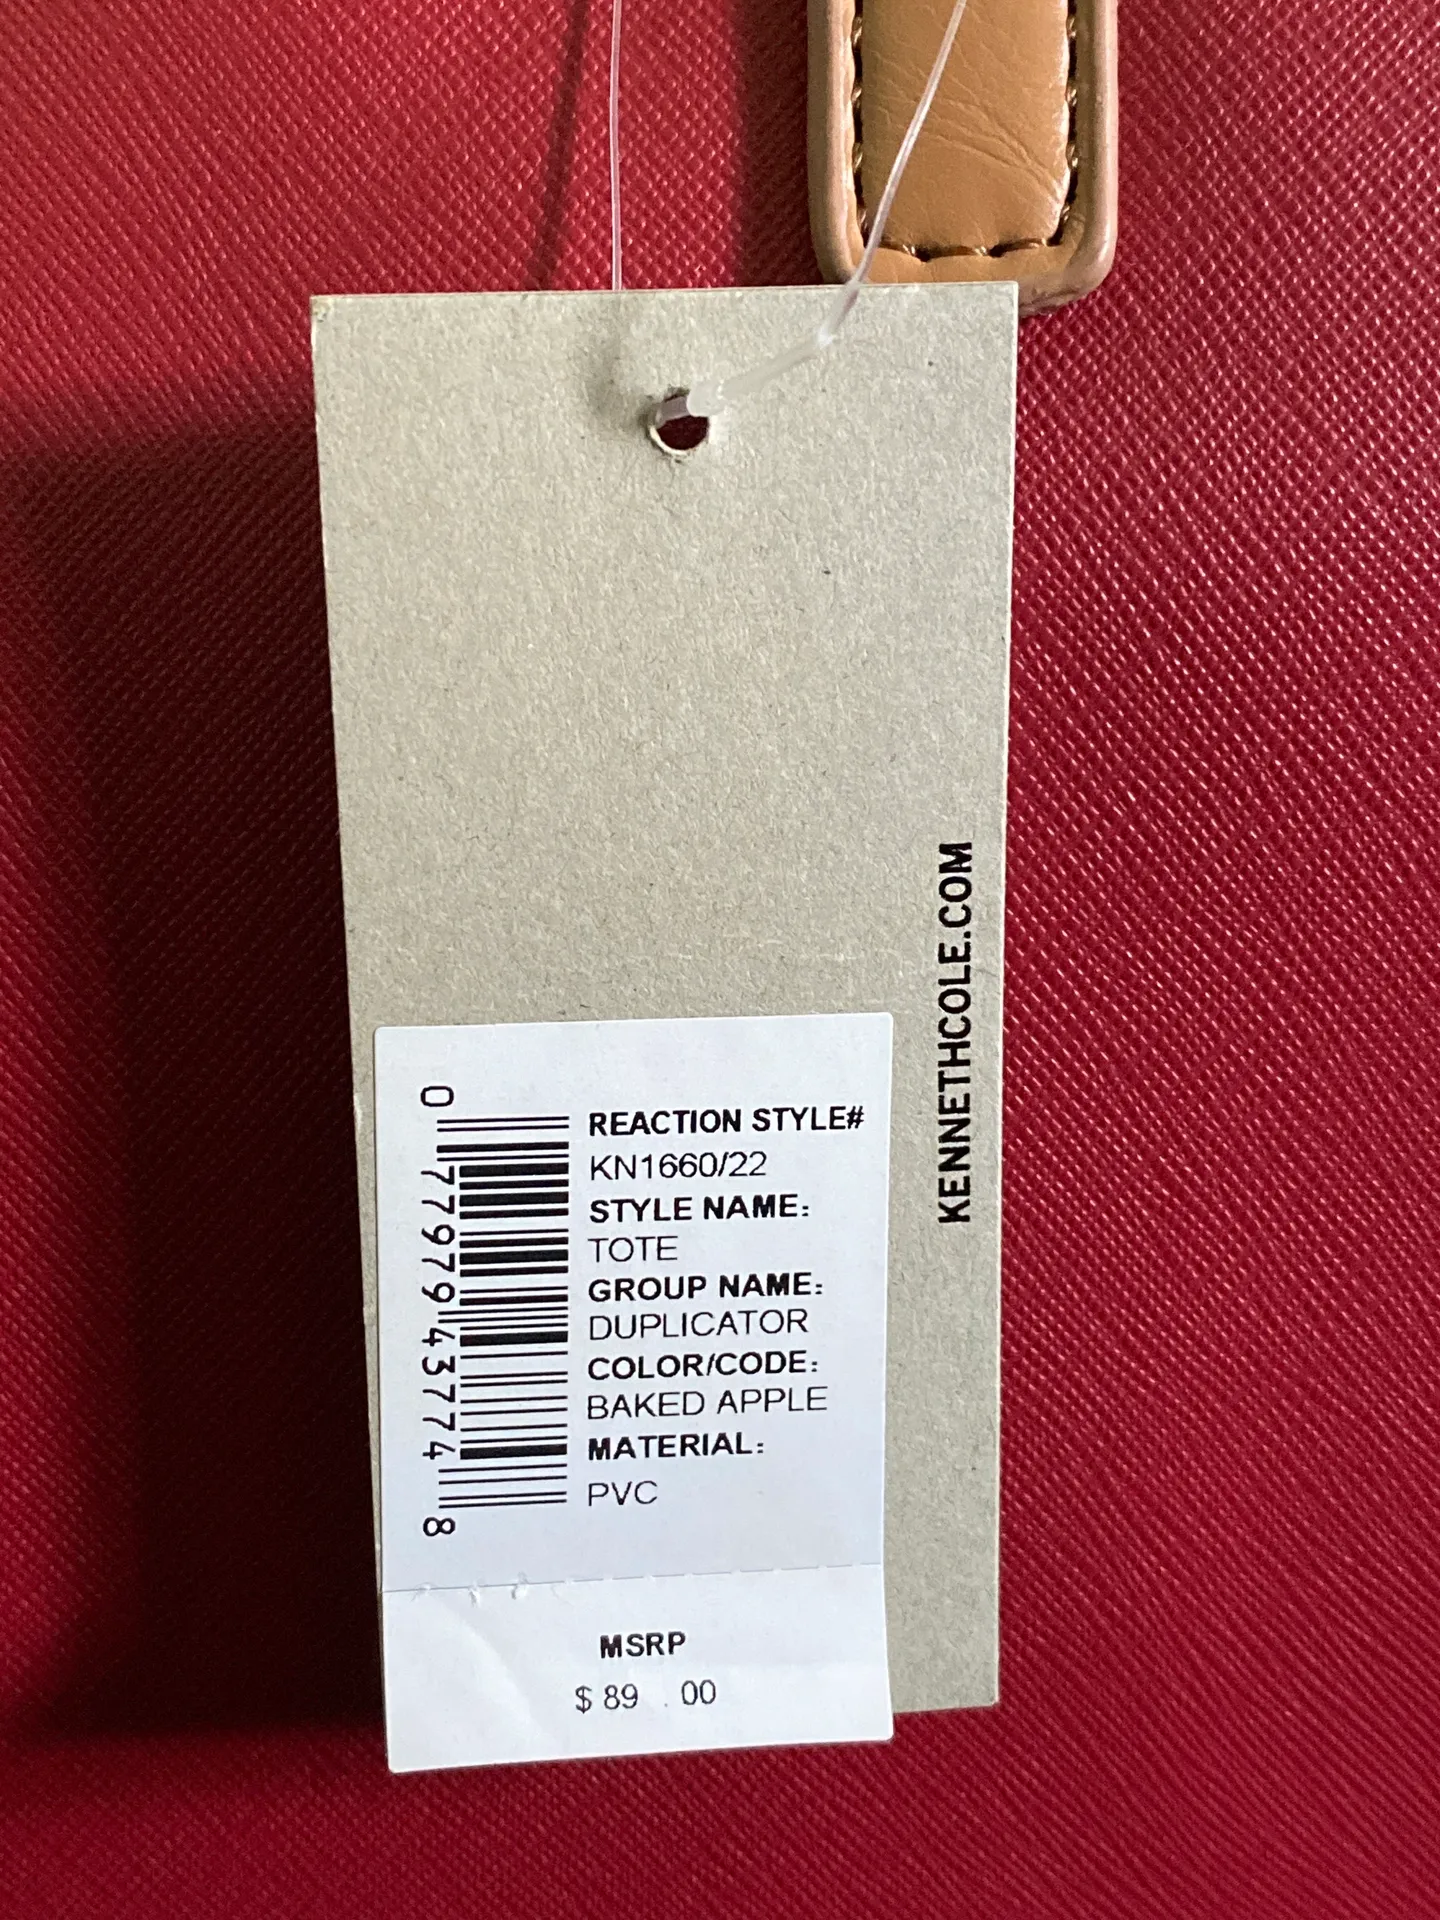 KENNETHCOLE.COM
0 77979 43774 8
REACTION STYLE#
KN1660/22
STYLE NAME:
TOTE
GROUP NAME:
DUPLICATOR
COLOR/CODE:
BAKED APPLE
MATERIAL:
PVC
MSRP
$ 89 . 00